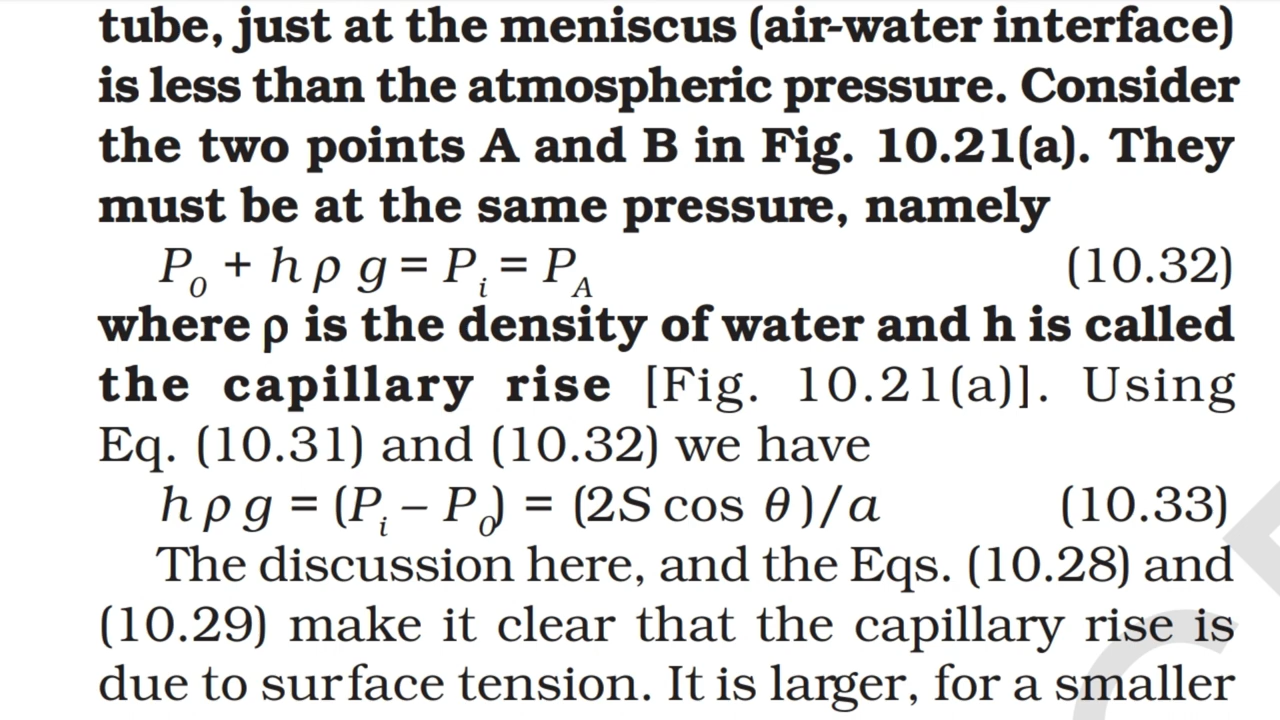 tube, just at the meniscus (air-water interface)
is less than the atmospheric pressure. Consider
the two points A and B in Fig. 10.21(a). They
must be at the same pressure, namely
P₀ + h ρ g = Pᵢ = P_A (10.32)
where ρ is the density of water and h is called
the capillary rise [Fig. 10.21(a)]. Using
Eq. (10.31) and (10.32) we have
h ρ g = (Pᵢ – P₀) = (2S cos θ)/a (10.33)
The discussion here, and the Eqs. (10.28) and
(10.29) make it clear that the capillary rise is
due to surface tension. It is larger, for a smaller